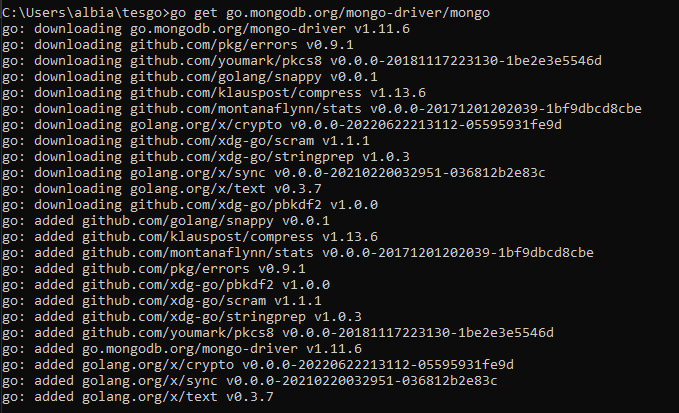 C:\Users\albia\tesgo>go get go.mongodb.org/mongo-driver/mongo
go: downloading go.mongodb.org/mongo-driver v1.11.6
go: downloading github.com/pkg/errors v0.9.1
go: downloading github.com/youmark/pkcs8 v0.0.0-20181117223130-1be2e3e5546d
go: downloading github.com/golang/snappy v0.0.1
go: downloading github.com/klauspost/compress v1.13.6
go: downloading github.com/montanaflynn/stats v0.0.0-20171201202039-1bf9dbcd8cbe
go: downloading golang.org/x/crypto v0.0.0-20220622213112-05595931fe9d
go: downloading github.com/xdg-go/scram v1.1.1
go: downloading github.com/xdg-go/stringprep v1.0.3
go: downloading golang.org/x/sync v0.0.0-20210220032951-036812b2e83c
go: downloading golang.org/x/text v0.3.7
go: downloading github.com/xdg-go/pbkdf2 v1.0.0
go: added github.com/golang/snappy v0.0.1
go: added github.com/klauspost/compress v1.13.6
go: added github.com/montanaflynn/stats v0.0.0-20171201202039-1bf9dbcd8cbe
go: added github.com/pkg/errors v0.9.1
go: added github.com/xdg-go/pbkdf2 v1.0.0
go: added github.com/xdg-go/scram v1.1.1
go: added github.com/xdg-go/stringprep v1.0.3
go: added github.com/youmark/pkcs8 v0.0.0-20181117223130-1be2e3e5546d
go: added go.mongodb.org/mongo-driver v1.11.6
go: added golang.org/x/crypto v0.0.0-20220622213112-05595931fe9d
go: added golang.org/x/sync v0.0.0-20210220032951-036812b2e83c
go: added golang.org/x/text v0.3.7